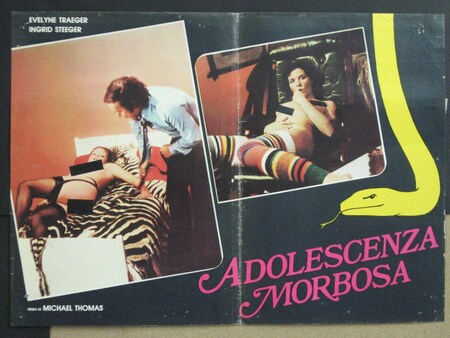 EVELYNE TRAEGER
INGRID STEEGER
ADOLESCENZA
MORBOSA
REGIA DI MICHAEL THOMAS